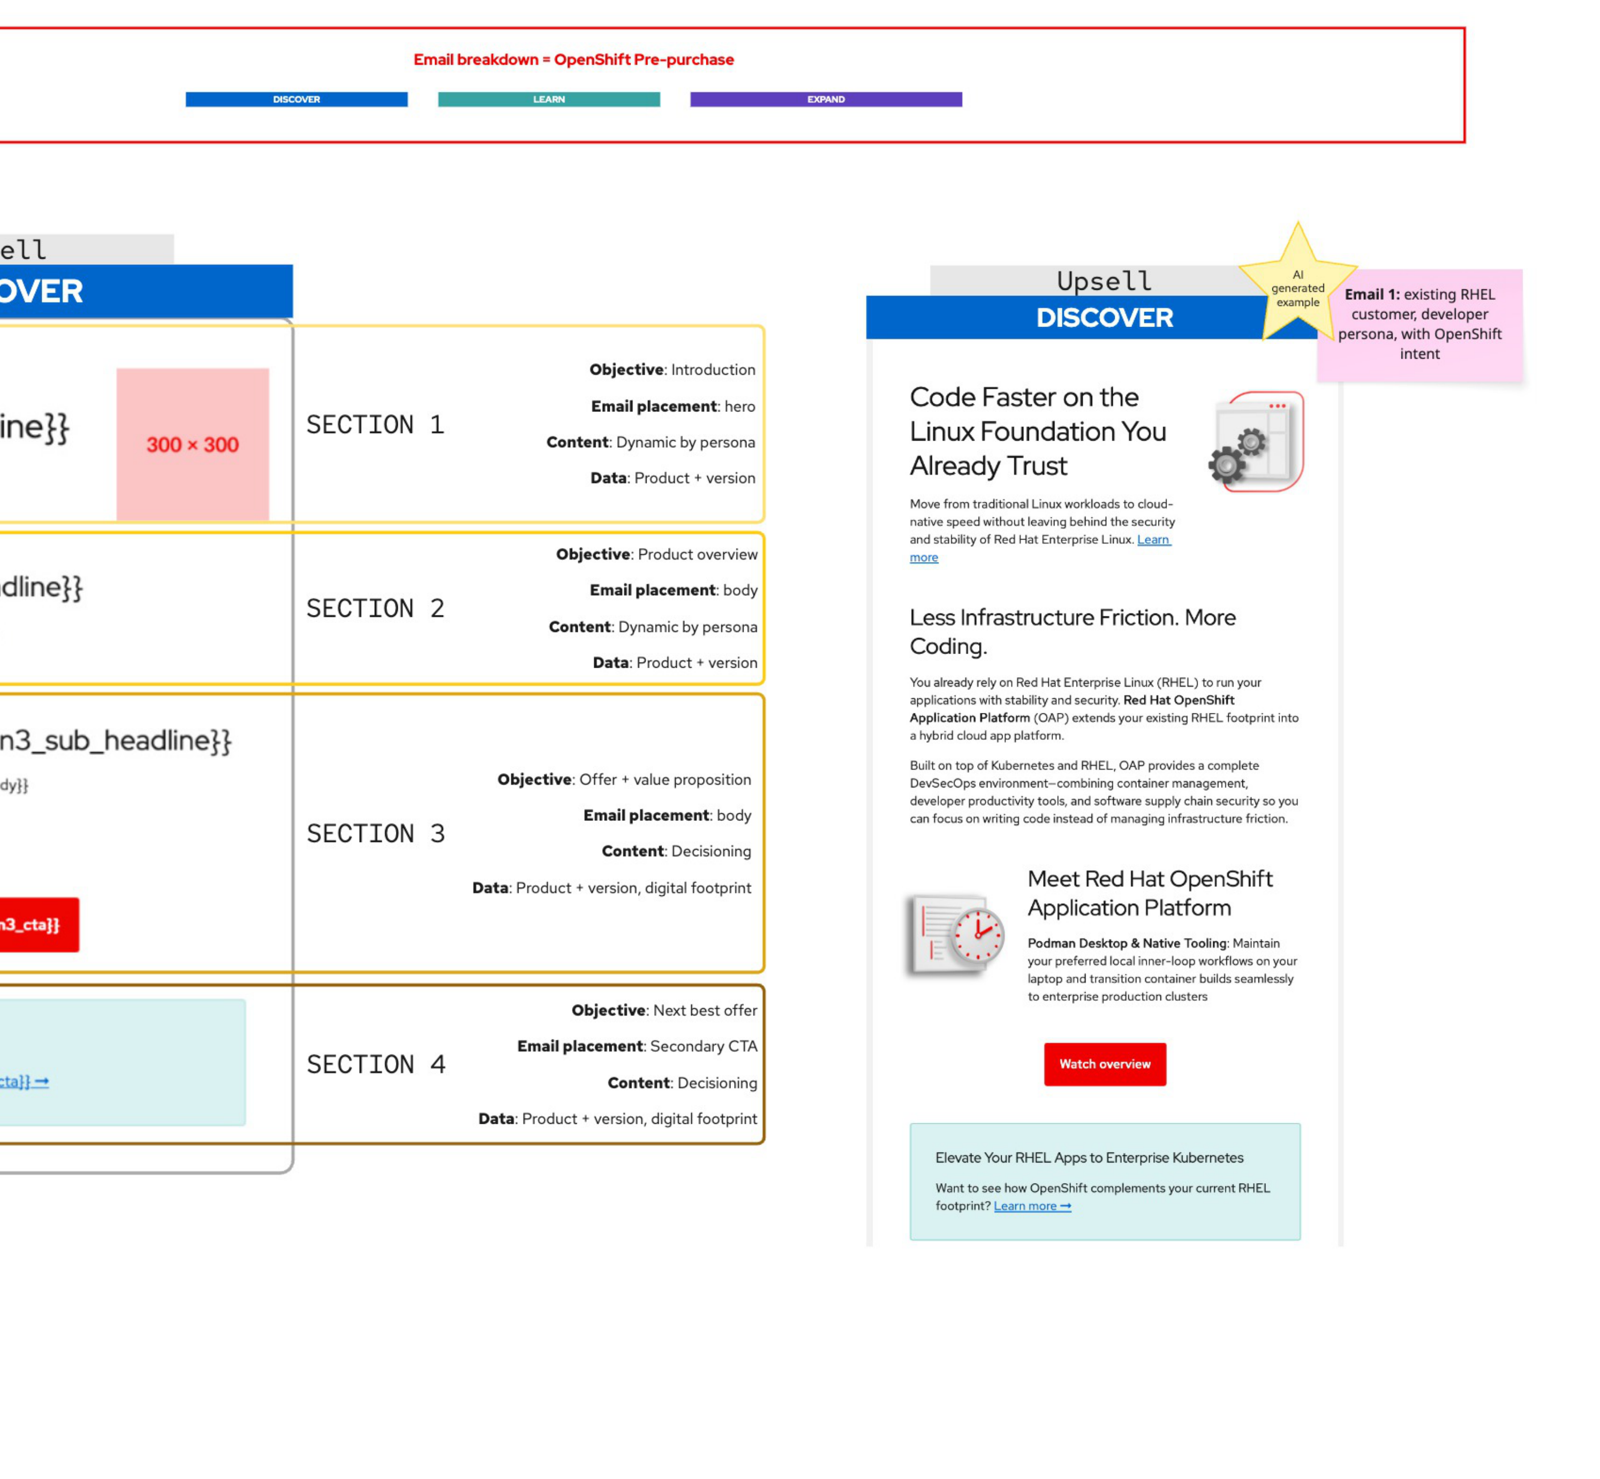 Email breakdown = OpenShift Pre-purchase
DISCOVER
LEARN
EXPAND
ell
OVER
ine}}
300 × 300
SECTION 1
Objective: Introduction
Email placement: hero
Content: Dynamic by persona
Data: Product + version
dline}}
SECTION 2
Objective: Product overview
Email placement: body
Content: Dynamic by persona
Data: Product + version
n3_sub_headline}}
dy}}
n3_cta}}
SECTION 3
Objective: Offer + value proposition
Email placement: body
Content: Decisioning
Data: Product + version, digital footprint
cta}} →
SECTION 4
Objective: Next best offer
Email placement: Secondary CTA
Content: Decisioning
Data: Product + version, digital footprint
Upsell
DISCOVER
AI
generated
example
Email 1: existing RHEL
customer, developer
persona, with OpenShift
intent
Code Faster on the
Linux Foundation You
Already Trust
Move from traditional Linux workloads to cloud-
native speed without leaving behind the security
and stability of Red Hat Enterprise Linux. Learn
more
Less Infrastructure Friction. More
Coding.
You already rely on Red Hat Enterprise Linux (RHEL) to run your
applications with stability and security. Red Hat OpenShift
Application Platform (OAP) extends your existing RHEL footprint into
a hybrid cloud app platform.
Built on top of Kubernetes and RHEL, OAP provides a complete
DevSecOps environment—combining container management,
developer productivity tools, and software supply chain security so you
can focus on writing code instead of managing infrastructure friction.
Meet Red Hat OpenShift
Application Platform
Podman Desktop & Native Tooling: Maintain
your preferred local inner-loop workflows on your
laptop and transition container builds seamlessly
to enterprise production clusters
Watch overview
Elevate Your RHEL Apps to Enterprise Kubernetes
Want to see how OpenShift complements your current RHEL
footprint? Learn more →